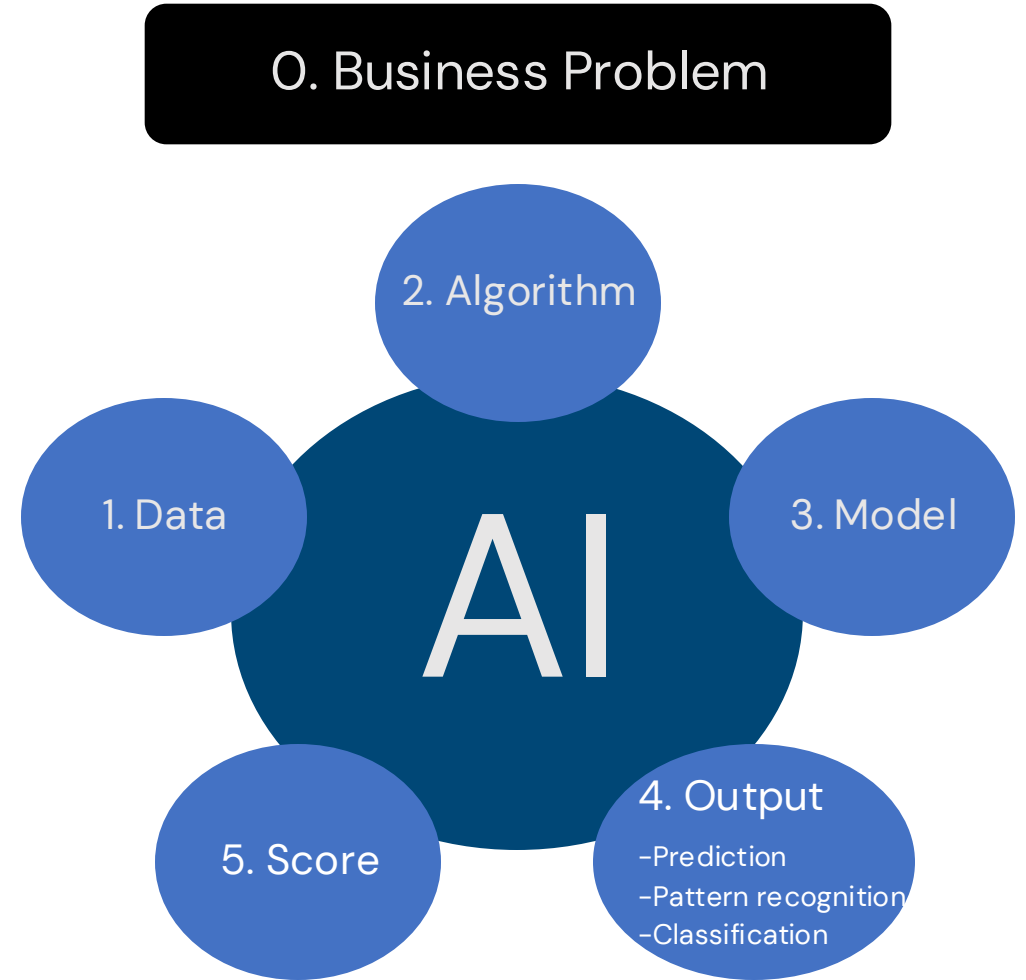 0. Business Problem
2. Algorithm
1. Data
3. Model
AI
4. Output
-Prediction
-Pattern recognition
-Classification
5. Score